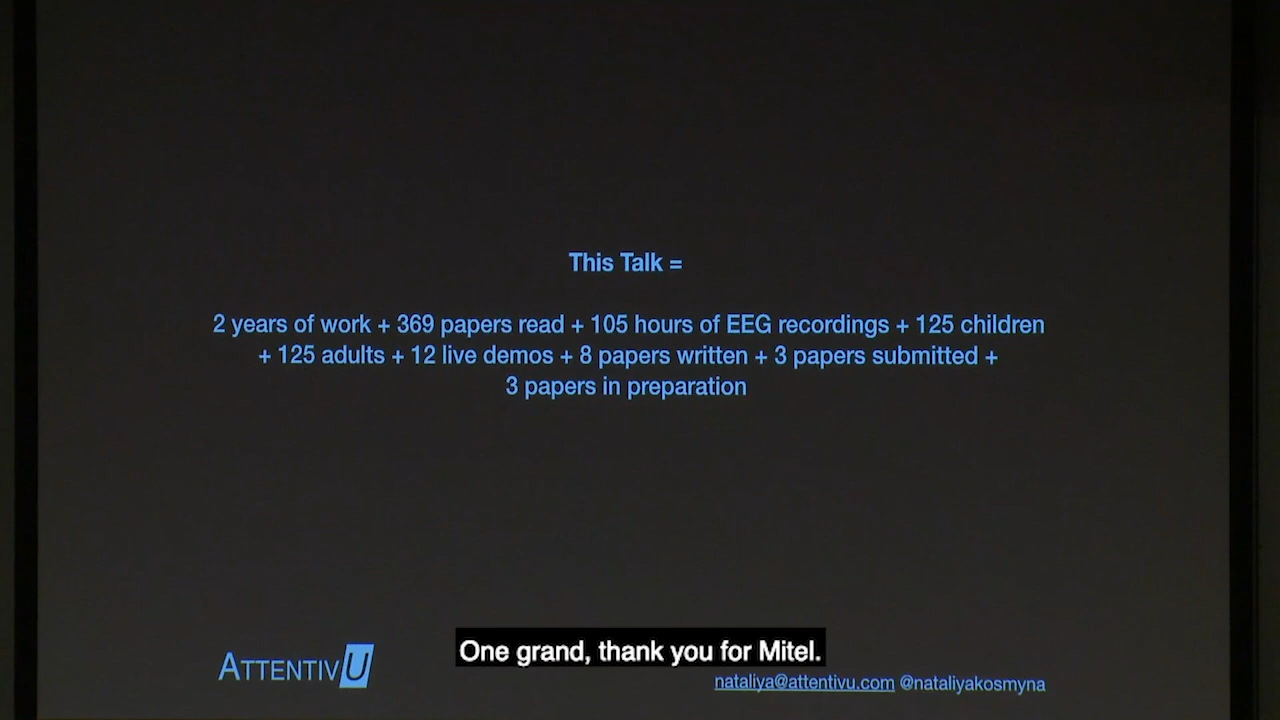 This Talk =
2 years of work + 369 papers read + 105 hours of EEG recordings + 125 children
+ 125 adults + 12 live demos + 8 papers written + 3 papers submitted +
3 papers in preparation
One grand, thank you for Mitel.
ATTENTIVU
nataliya@attentivu.com @nataliyakosmyna